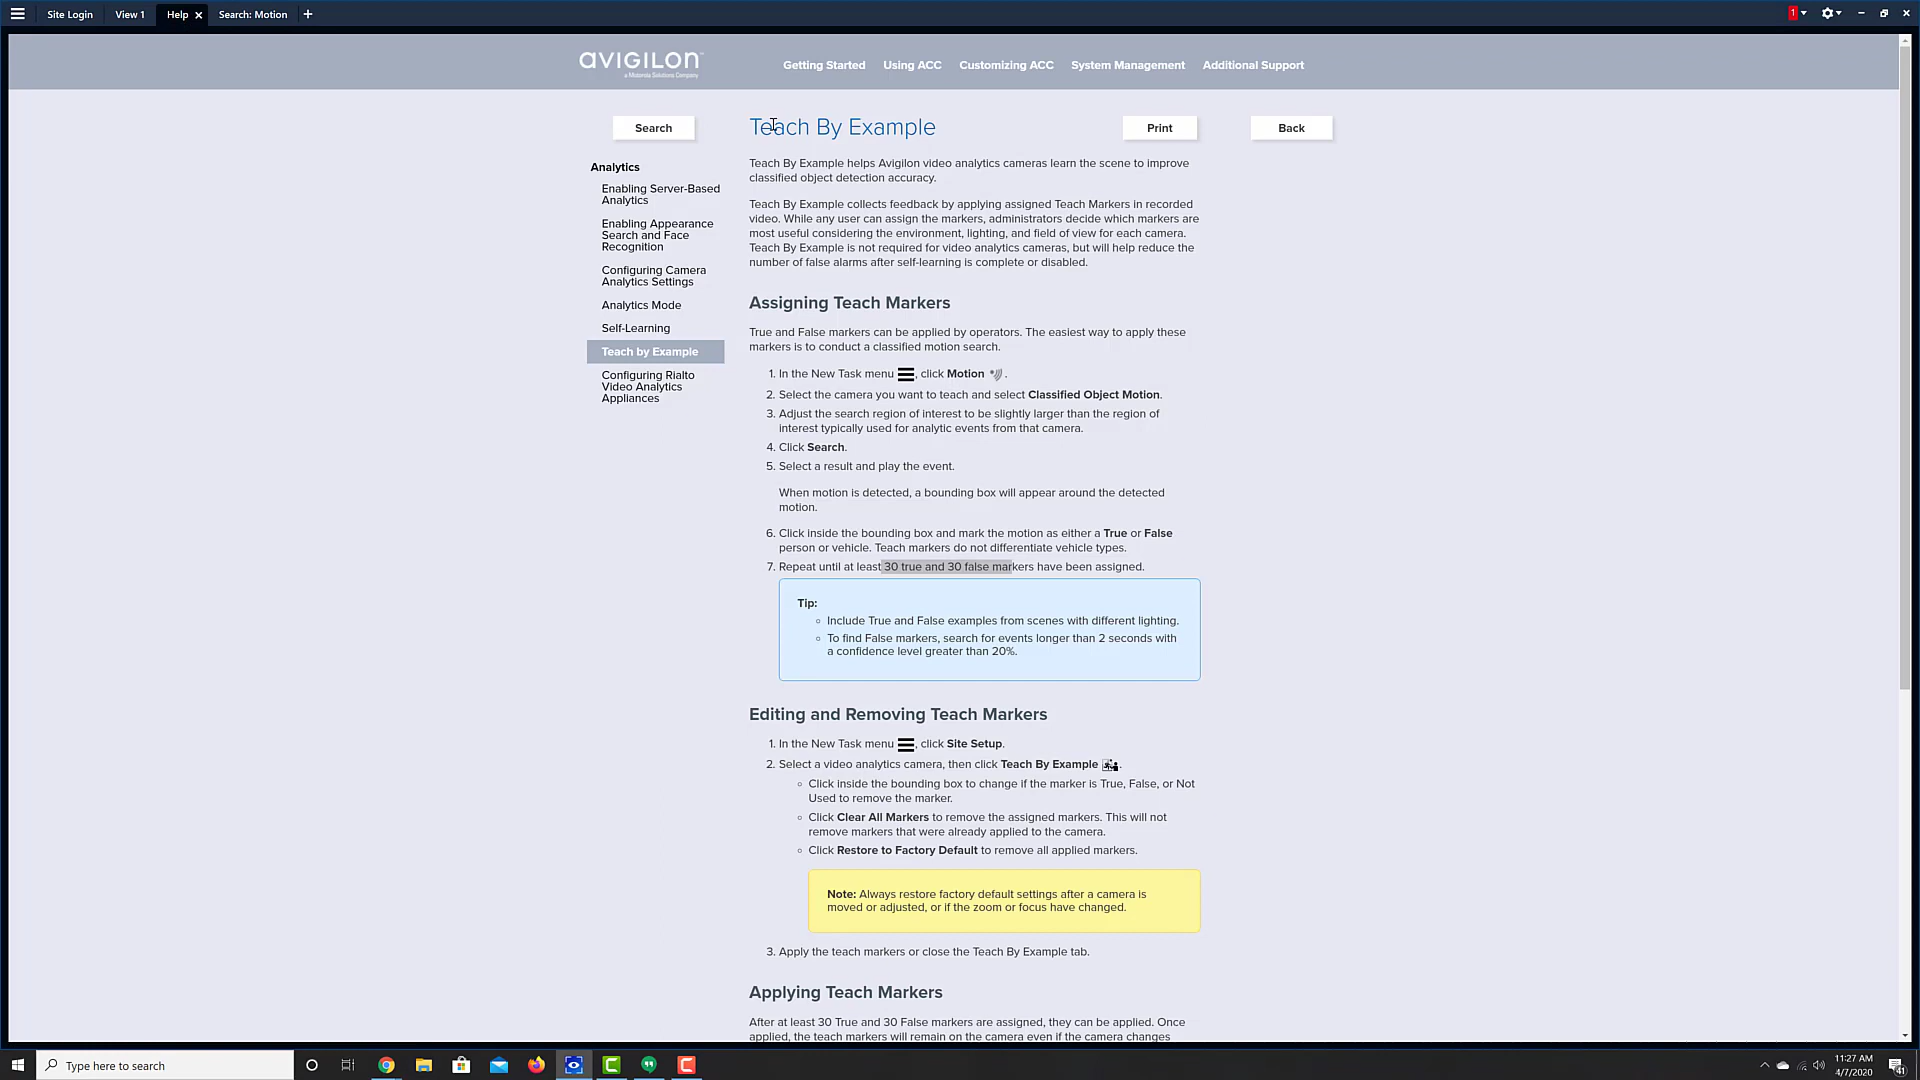 Site Login
View 1
Help
Search: Motion
1
avigilon
a Motorola Solutions Company
Getting Started
Using ACC
Customizing ACC
System Management
Additional Support
Search
Teach By Example
Print
Back
Analytics
Enabling Server-Based
Analytics
Enabling Appearance
Search and Face
Recognition
Configuring Camera
Analytics Settings
Analytics Mode
Self-Learning
Teach by Example
Configuring Rialto
Video Analytics
Appliances
Teach By Example helps Avigilon video analytics cameras learn the scene to improve
classified object detection accuracy.
Teach By Example collects feedback by applying assigned Teach Markers in recorded
video. While any user can assign the markers, administrators decide which markers are
most useful considering the environment, lighting, and field of view for each camera.
Teach By Example is not required for video analytics cameras, but will help reduce the
number of false alarms after self-learning is complete or disabled.
Assigning Teach Markers
True and False markers can be applied by operators. The easiest way to apply these
markers is to conduct a classified motion search.
1. In the New Task menu , click Motion .
2. Select the camera you want to teach and select Classified Object Motion.
3. Adjust the search region of interest to be slightly larger than the region of
interest typically used for analytic events from that camera.
4. Click Search.
5. Select a result and play the event.
When motion is detected, a bounding box will appear around the detected
motion.
6. Click inside the bounding box and mark the motion as either a True or False
person or vehicle. Teach markers do not differentiate vehicle types.
7. Repeat until at least 30 true and 30 false markers have been assigned.
Tip:
Include True and False examples from scenes with different lighting.
To find False markers, search for events longer than 2 seconds with
a confidence level greater than 20%.
Editing and Removing Teach Markers
1. In the New Task menu , click Site Setup.
2. Select a video analytics camera, then click Teach By Example .
Click inside the bounding box to change if the marker is True, False, or Not
Used to remove the marker.
Click Clear All Markers to remove the assigned markers. This will not
remove markers that were already applied to the camera.
Click Restore to Factory Default to remove all applied markers.
Note: Always restore factory default settings after a camera is
moved or adjusted, or if the zoom or focus have changed.
3. Apply the teach markers or close the Teach By Example tab.
Applying Teach Markers
After at least 30 True and 30 False markers are assigned, they can be applied. Once
applied, the teach markers will remain on the camera even if the camera changes
Type here to search
11:27 AM
4/7/2020
41